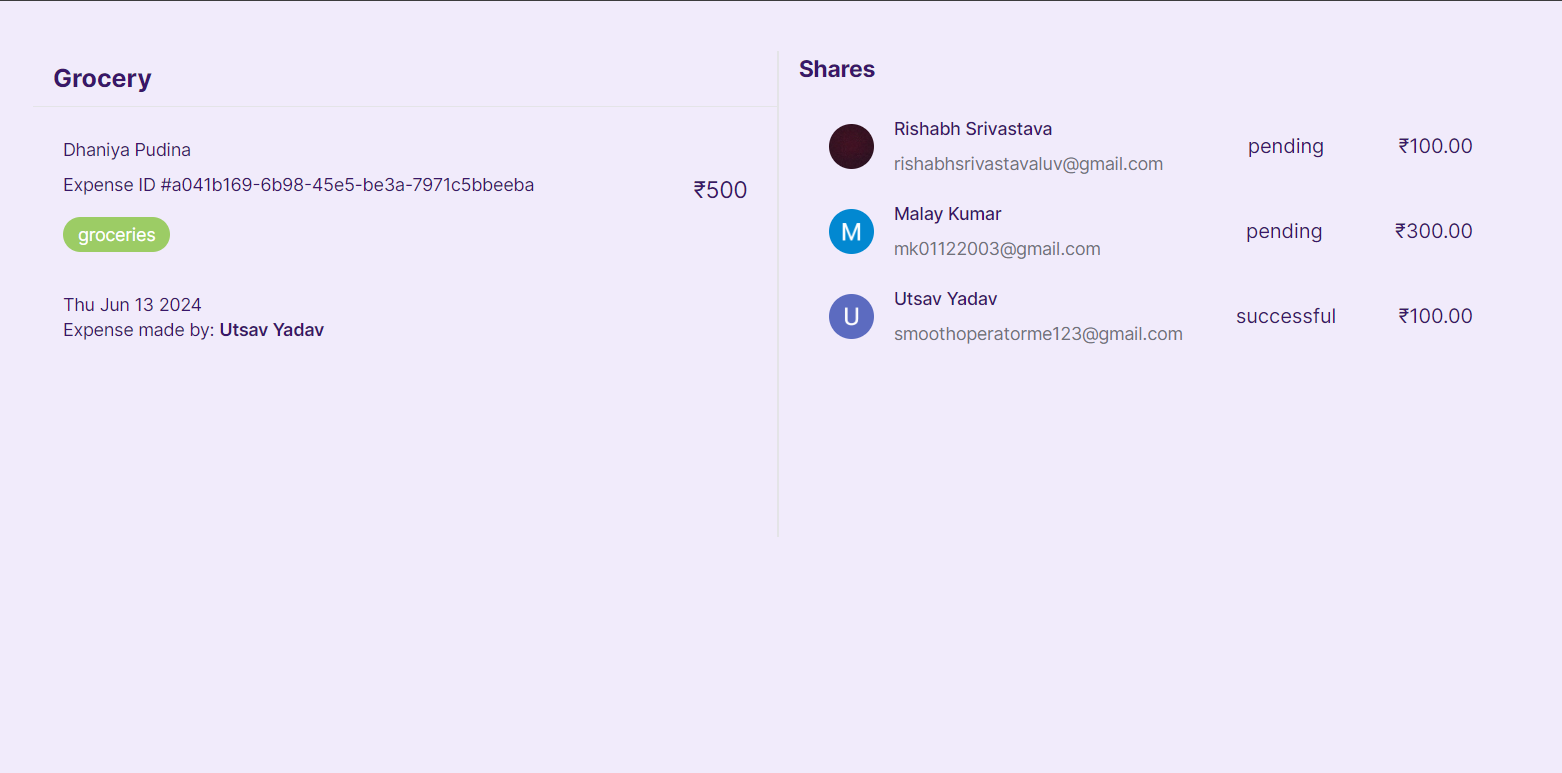 Grocery
Dhaniya Pudina
Expense ID #a041b169-6b98-45e5-be3a-7971c5bbeeba
₹500
groceries
Thu Jun 13 2024
Expense made by: Utsav Yadav
Shares
Rishabh Srivastava
rishabhsrivastavaluv@gmail.com
pending
₹100.00
M
Malay Kumar
mk01122003@gmail.com
pending
₹300.00
U
Utsav Yadav
smoothoperatorme123@gmail.com
successful
₹100.00